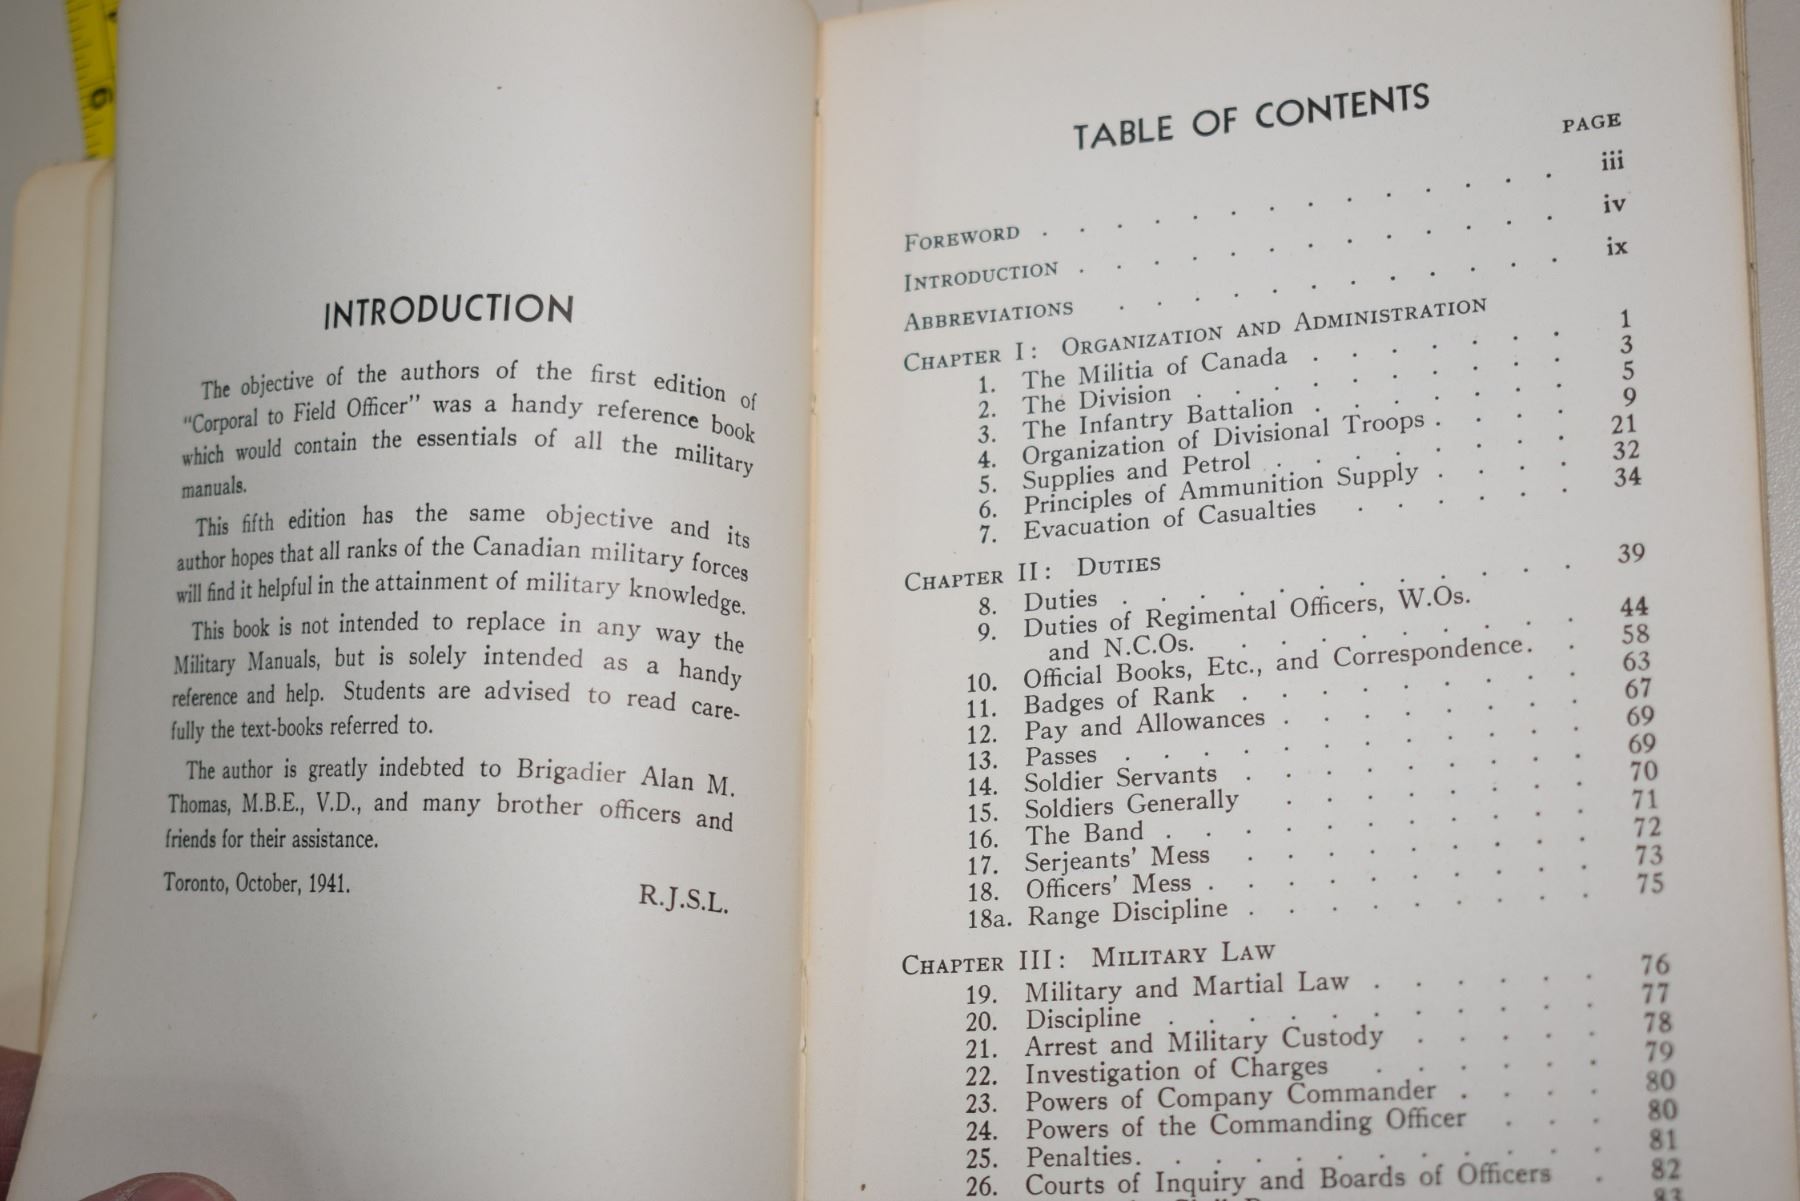 6
INTRODUCTION
The objective of the authors of the first edition of
"Corporal to Field Officer" was a handy reference book
which would contain the essentials of all the military
manuals.
This fifth edition has the same objective and its
author hopes that all ranks of the Canadian military forces
will find it helpful in the attainment of military knowledge.
This book is not intended to replace in any way the
Military Manuals, but is solely intended as a handy
reference and help. Students are advised to read care-
fully the text-books referred to.
The author is greatly indebted to Brigadier Alan M.
Thomas, M.B.E., V.D., and many brother officers and
friends for their assistance.
Toronto, October, 1941.
R.J.S.L.
TABLE OF CONTENTS
PAGE
FOREWORD . . . . . . . . . . . . . . iii
INTRODUCTION . . . . . . . . . . . . . iv
ABBREVIATIONS . . . . . . . . . . . . ix
CHAPTER I: ORGANIZATION AND ADMINISTRATION
1. The Militia of Canada . . . . . . . 1
2. The Division . . . . . . . . . . 3
3. The Infantry Battalion . . . . . . . 5
4. Organization of Divisional Troops . . . . 9
5. Supplies and Petrol . . . . . . . . 21
6. Principles of Ammunition Supply . . . . 32
7. Evacuation of Casualties . . . . . . 34
CHAPTER II: DUTIES
8. Duties . . . . . . . . . . . . 39
9. Duties of Regimental Officers, W.Os.
and N.C.Os. . . . . . . . . . 44
10. Official Books, Etc., and Correspondence. . 58
11. Badges of Rank . . . . . . . . . 63
12. Pay and Allowances . . . . . . . . 67
13. Passes . . . . . . . . . . . . 69
14. Soldier Servants . . . . . . . . . 69
15. Soldiers Generally . . . . . . . . 70
16. The Band . . . . . . . . . . . 71
17. Serjeants' Mess . . . . . . . . . 72
18. Officers' Mess . . . . . . . . . . 73
18a. Range Discipline . . . . . . . . . 75
CHAPTER III: MILITARY LAW
19. Military and Martial Law . . . . . . 76
20. Discipline . . . . . . . . . . . 77
21. Arrest and Military Custody . . . . . 78
22. Investigation of Charges . . . . . . 79
23. Powers of Company Commander . . . . 80
24. Powers of the Commanding Officer . . . 80
25. Penalties. . . . . . . . . . . . 81
26. Courts of Inquiry and Boards of Officers . 82
83